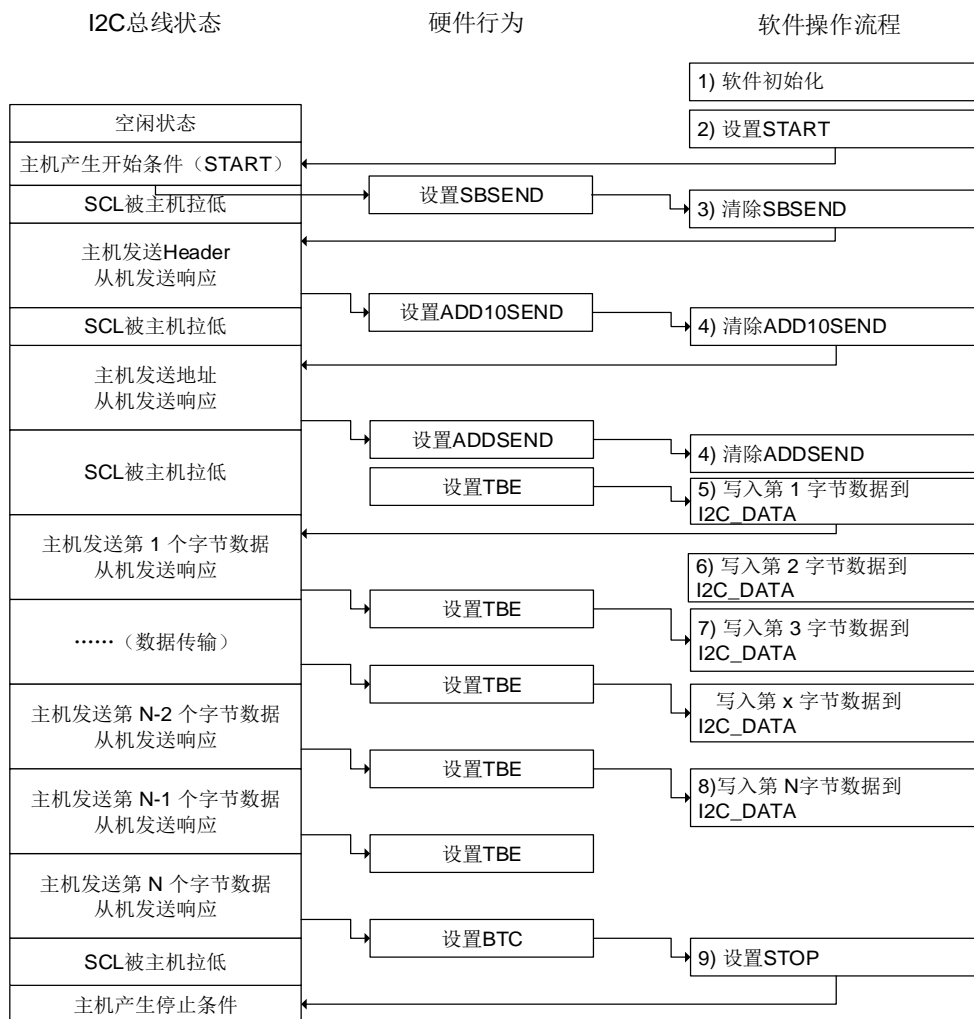 I2C总线状态
硬件行为
软件操作流程
1) 软件初始化
空闲状态
2) 设置START
主机产生开始条件（START）
SCL被主机拉低
设置SBSEND
3) 清除SBSEND
主机发送Header
从机发送响应
设置ADD10SEND
SCL被主机拉低
4) 清除ADD10SEND
主机发送地址
从机发送响应
设置ADDSEND
4) 清除ADDSEND
SCL被主机拉低
设置TBE
5) 写入第 1 字节数据到
I2C_DATA
主机发送第 1 个字节数据
从机发送响应
6) 写入第 2 字节数据到
I2C_DATA
设置TBE
7) 写入第 3 字节数据到
I2C_DATA
……（数据传输）
设置TBE
写入第 x 字节数据到
I2C_DATA
主机发送第 N-2 个字节数据
从机发送响应
设置TBE
8)写入第 N字节数据到
I2C_DATA
主机发送第 N-1 个字节数据
从机发送响应
设置TBE
主机发送第 N 个字节数据
从机发送响应
设置BTC
9) 设置STOP
SCL被主机拉低
主机产生停止条件